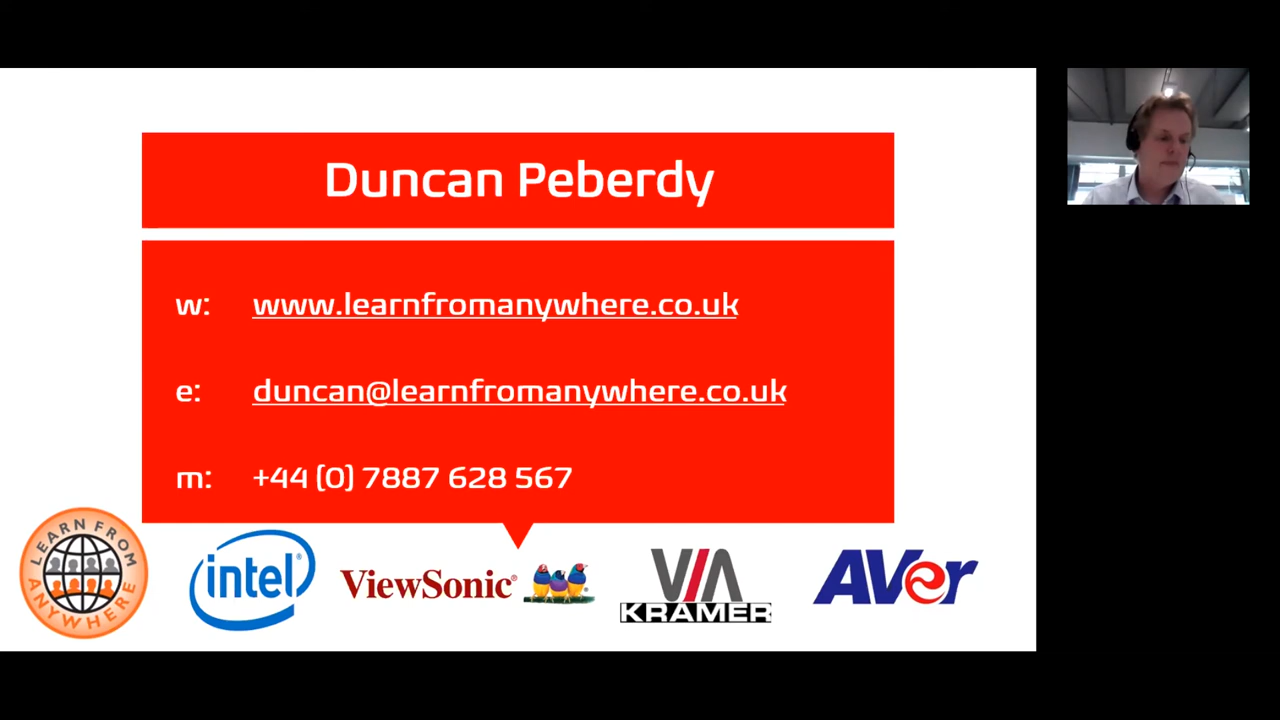 Duncan Peberdy
w: www.learnfromanywhere.co.uk
e: duncan@learnfromanywhere.co.uk
m: +44 (0) 7887 628 567
LEARN FROM ANYWHERE
intel®
ViewSonic®
VIA
KRAMER
AVer